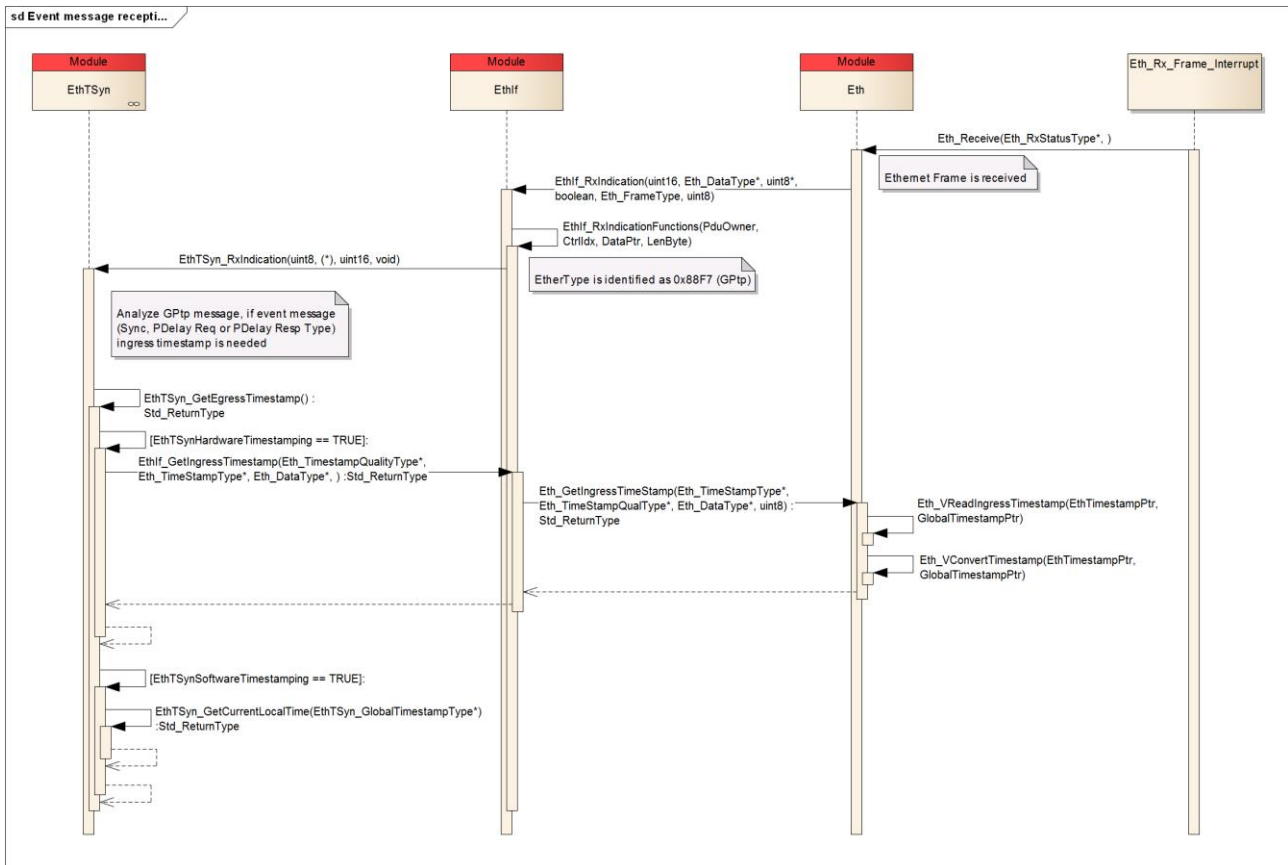 sd Event message recepti...
Module
EthTSyn
Module
EthIf
Module
Eth
Eth_Rx_Frame_Interrupt
Eth_Receive(Eth_RxStatusType*, )
Ethernet Frame is received
EthIf_RxIndication(uint16, Eth_DataType*, uint8*,
boolean, Eth_FrameType, uint8)
EthIf_RxIndicationFunctions(PduOwner,
CtrlIdx, DataPtr, LenByte)
EthTSyn_RxIndication(uint8, (*), uint16, void)
EtherType is identified as 0x88F7 (GPtp)
Analyze GPtp message, if event message
(Sync, PDelay Req or PDelay Resp Type)
ingress timestamp is needed
EthTSyn_GetEgressTimestamp() :
Std_ReturnType
[EthTSynHardwareTimestamping == TRUE]:
EthIf_GetIngressTimestamp(Eth_TimestampQualityType*,
Eth_TimeStampType*, Eth_DataType*, ) :Std_ReturnType
Eth_GetIngressTimeStamp(Eth_TimeStampType*,
Eth_TimeStampQualType*, Eth_DataType*, uint8) :
Std_ReturnType
Eth_VReadIngressTimestamp(EthTimestampPtr,
GlobalTimestampPtr)
Eth_VConvertTimestamp(EthTimestampPtr,
GlobalTimestampPtr)
[EthTSynSoftwareTimestamping == TRUE]:
EthTSyn_GetCurrentLocalTime(EthTSyn_GlobalTimestampType*)
:Std_ReturnType